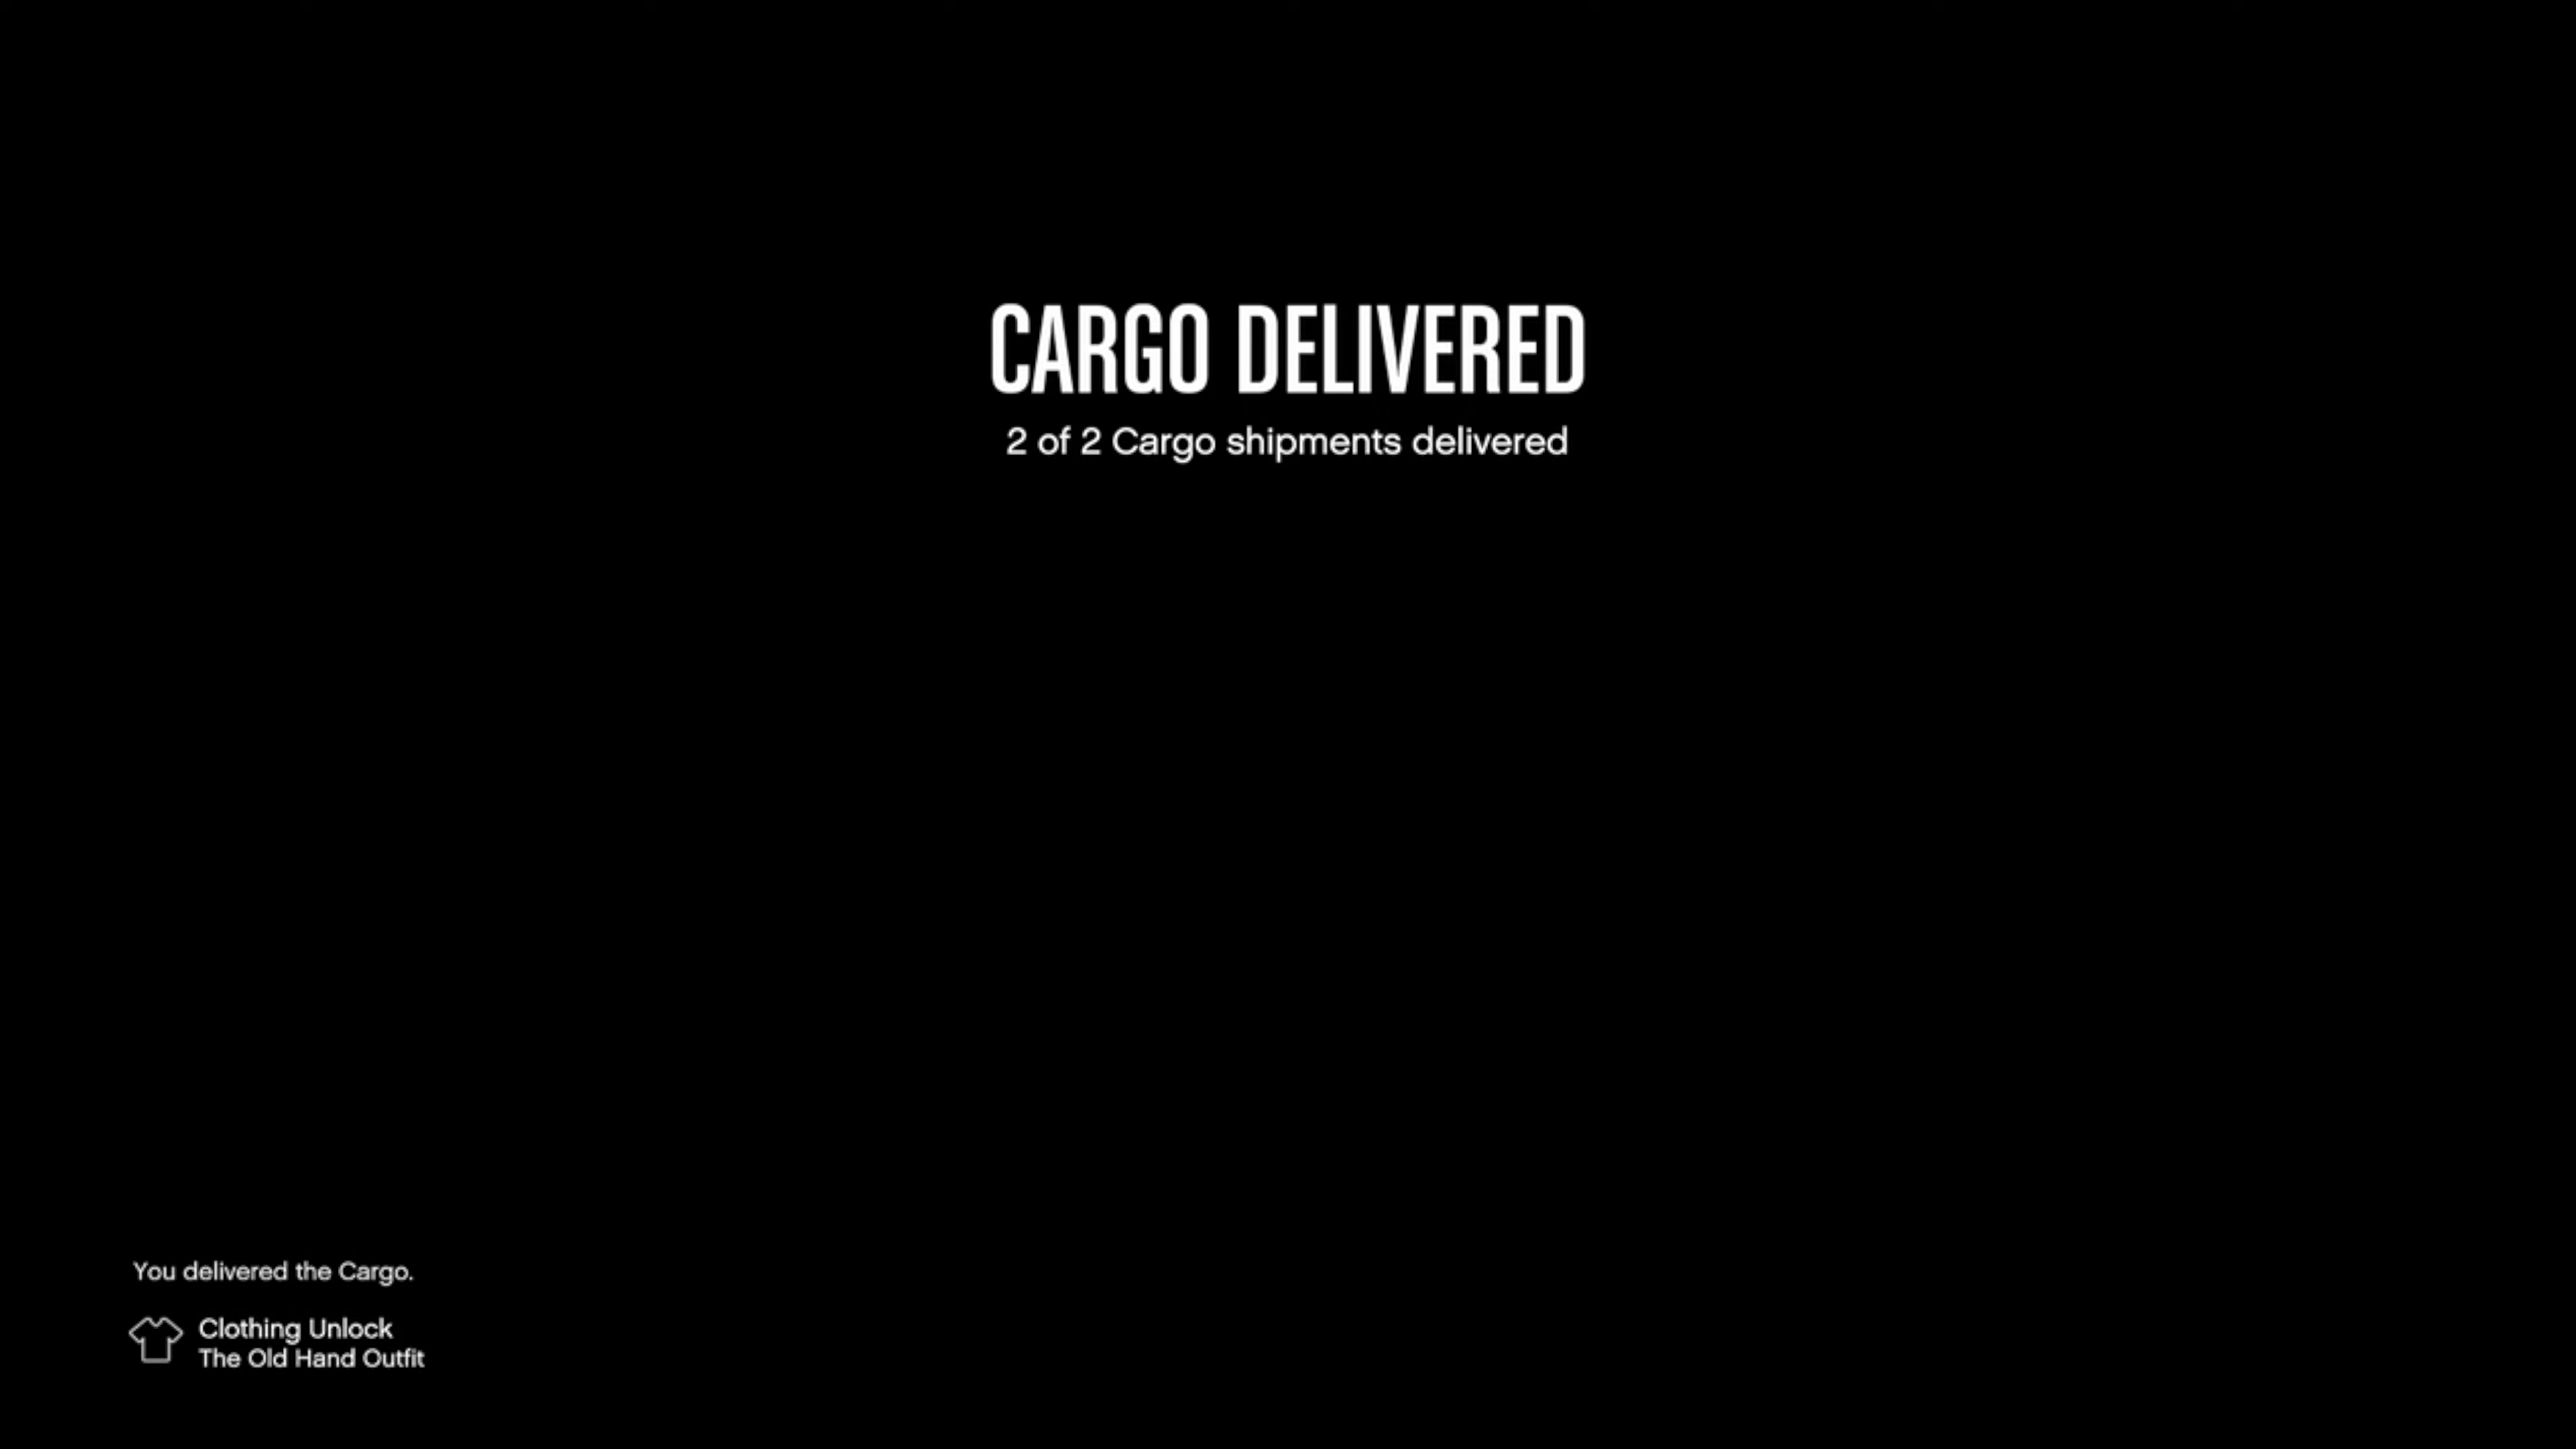 CARGO DELIVERED
2 of 2 Cargo shipments delivered
You delivered the Cargo.
Clothing Unlock
The Old Hand Outfit